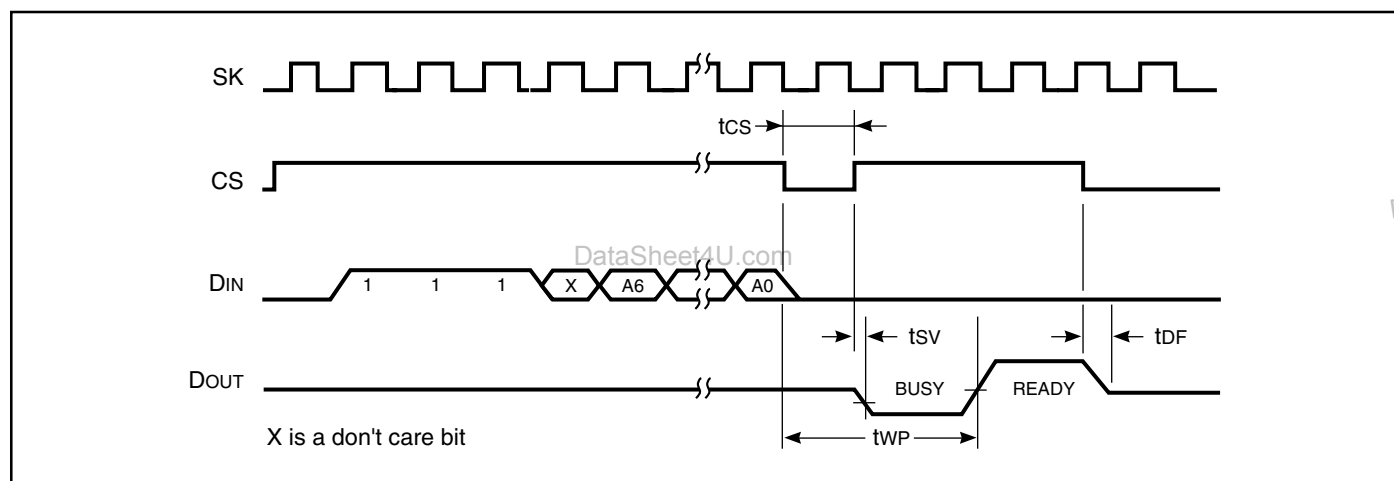 SK
tCS
CS
DataSheet4U.com
DIN 1 1 1 X A6 A0
tSV
tDF
DOUT
BUSY READY
X is a don't care bit
tWP